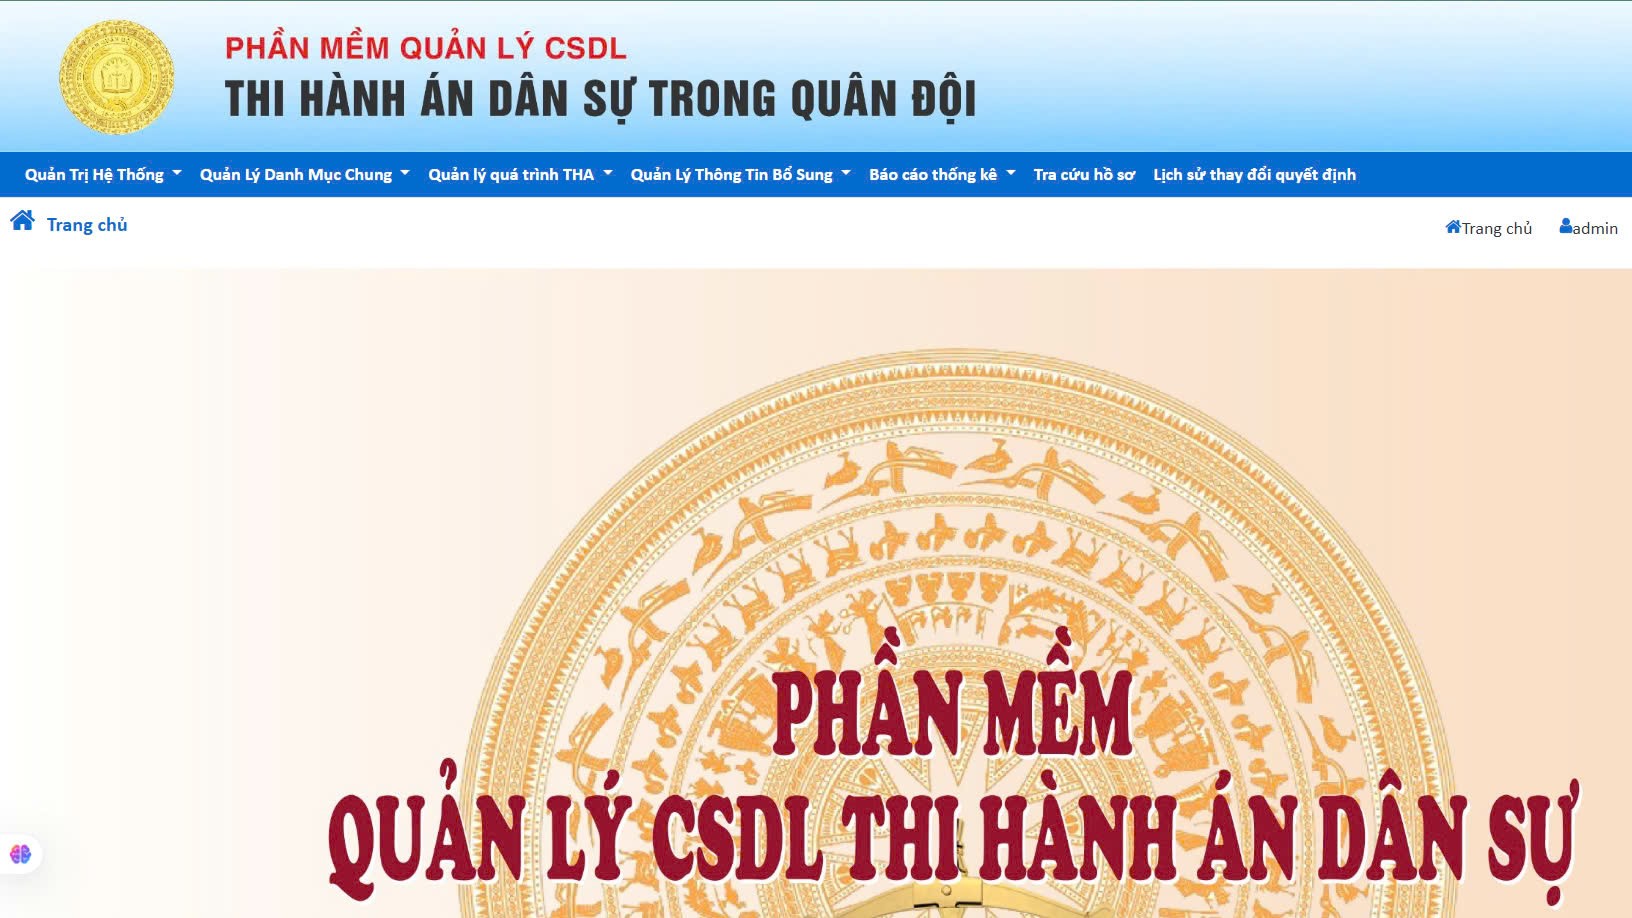 PHẦN MỀM QUẢN LÝ CSDL
THI HÀNH ÁN DÂN SỰ TRONG QUÂN ĐỘI
Quản Trị Hệ Thống Quản Lý Danh Mục Chung Quản lý quá trình THA Quản Lý Thông Tin Bổ Sung Báo cáo thống kê Tra cứu hồ sơ Lịch sử thay đổi quyết định
Trang chủ Trang chủ admin
PHẦN MỀM
QUẢN LÝ CSDL THI HÀNH ÁN DÂN SỰ